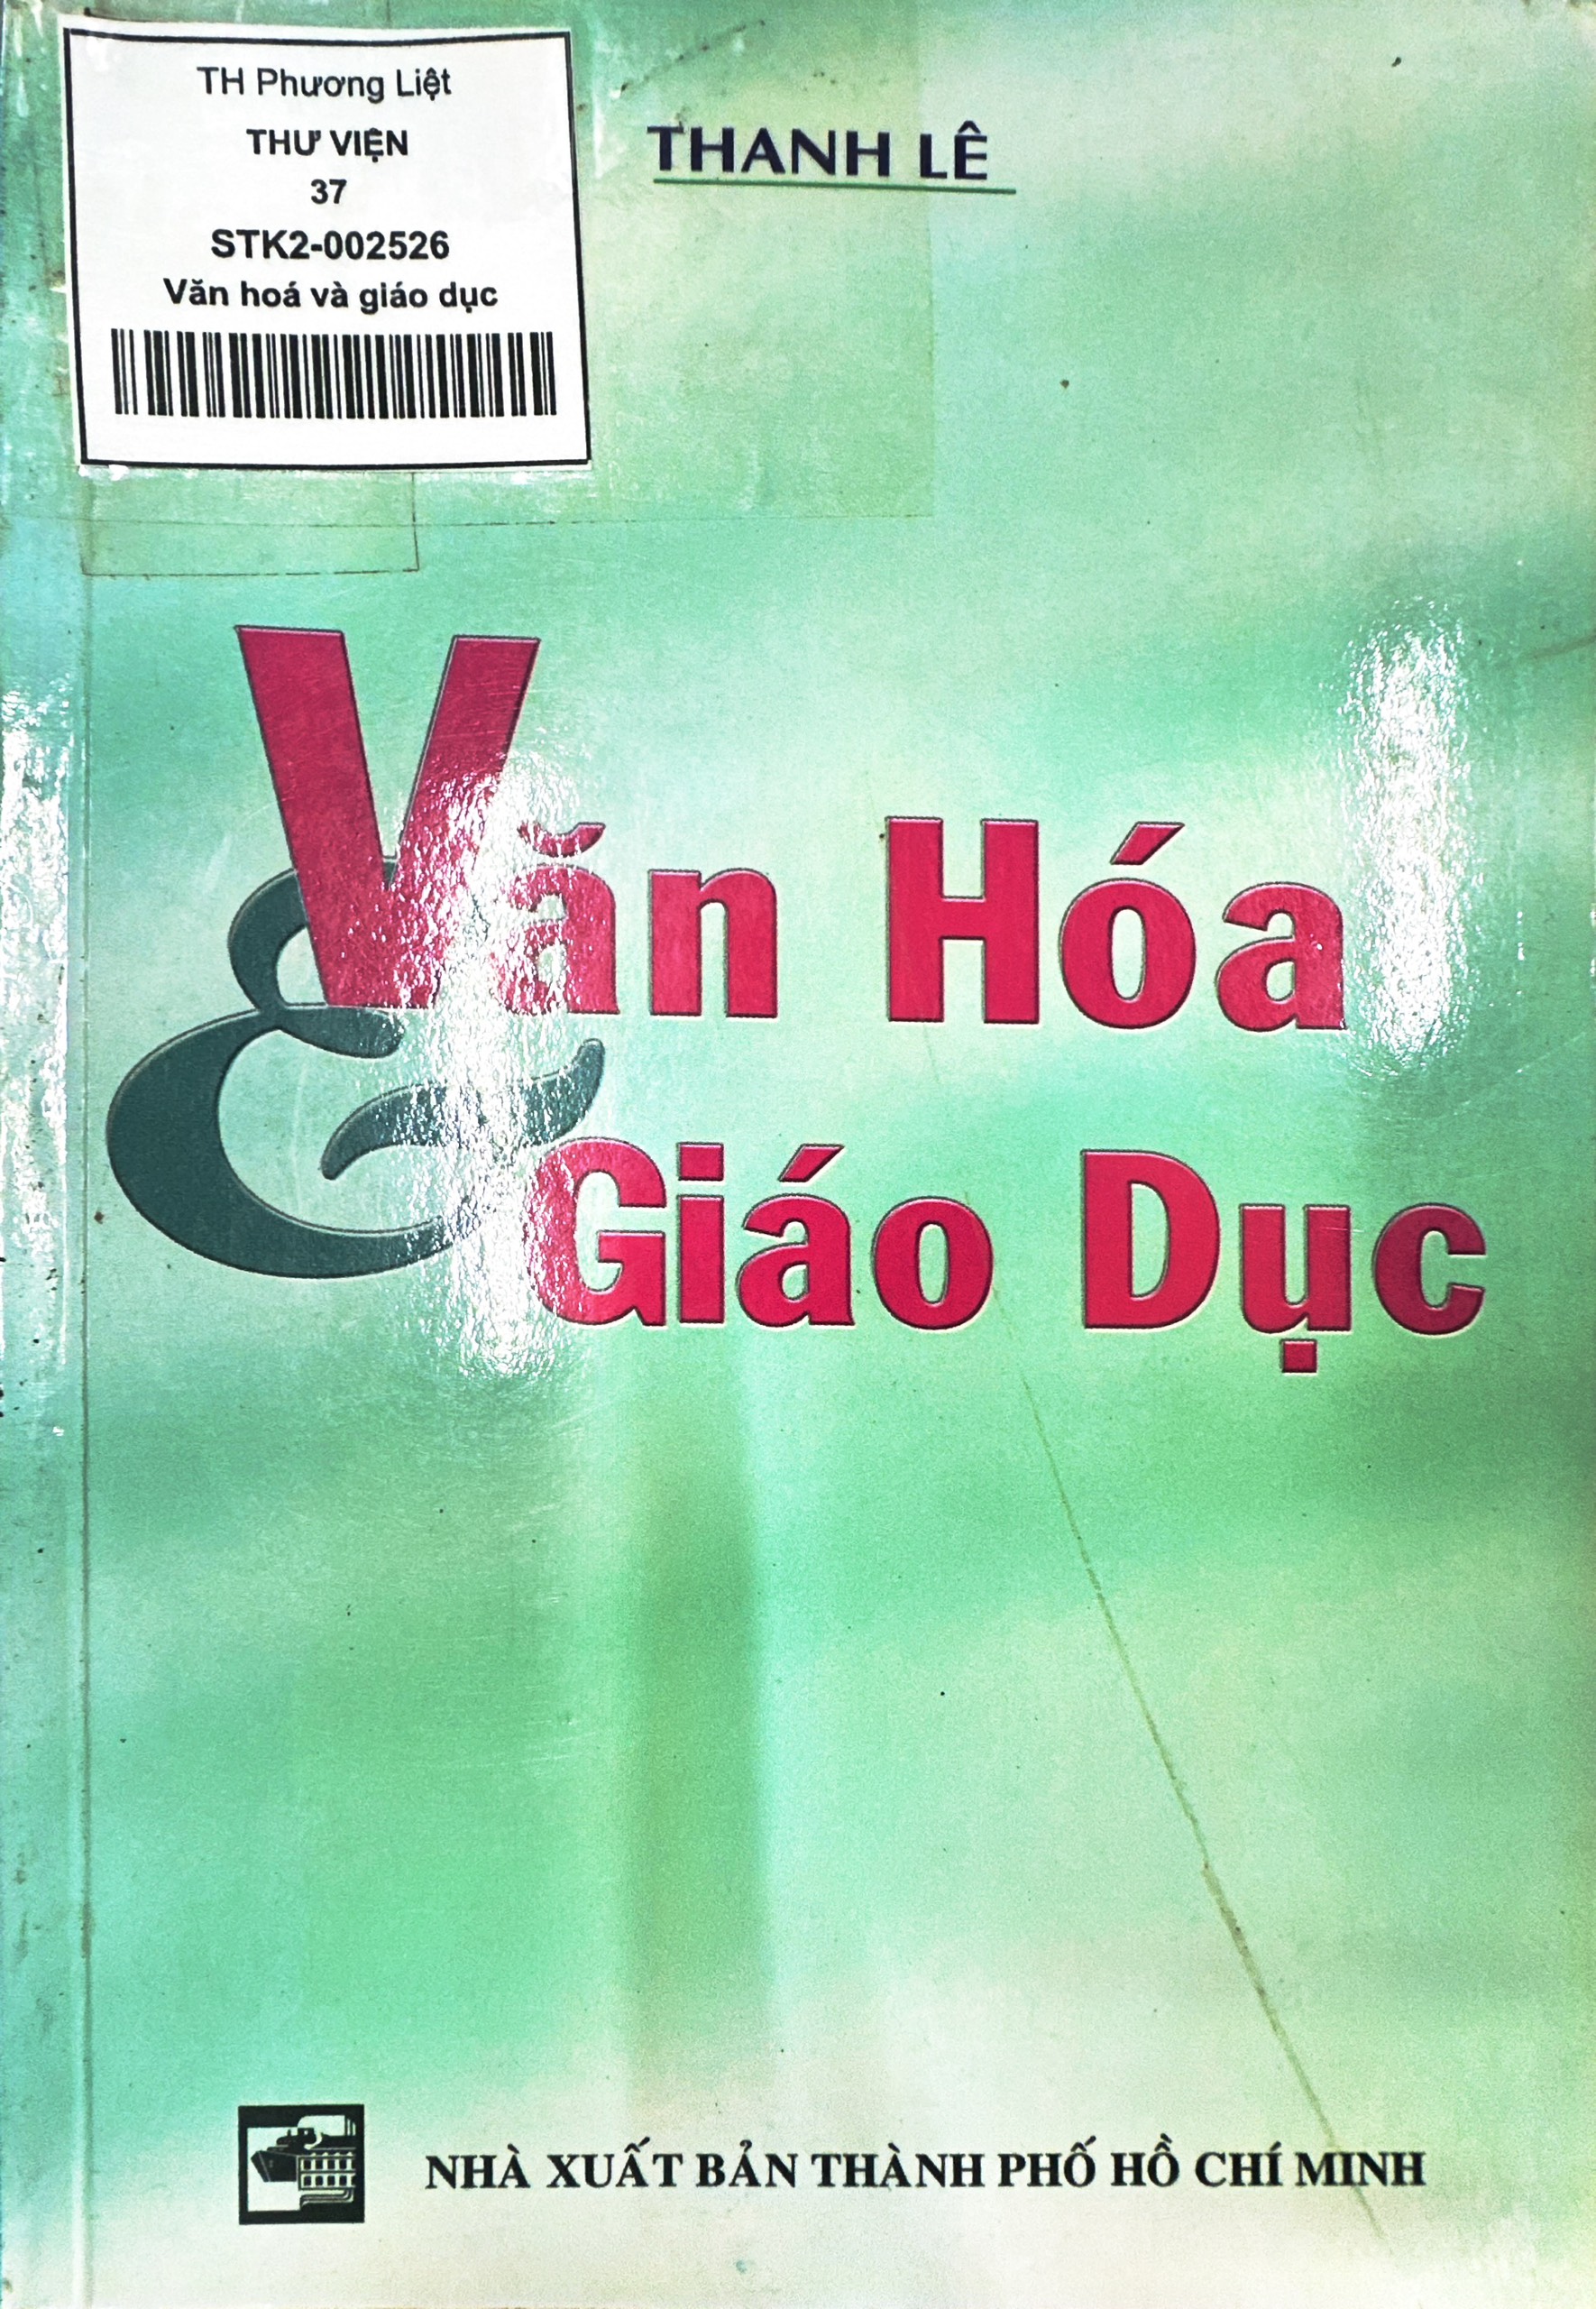 TH Phương Liệt
THƯ VIỆN
37
STK2-002526
Văn hoá và giáo dục
THANH LÊ
Văn Hóa
& Giáo Dục
NHÀ XUẤT BẢN THÀNH PHỐ HỒ CHÍ MINH